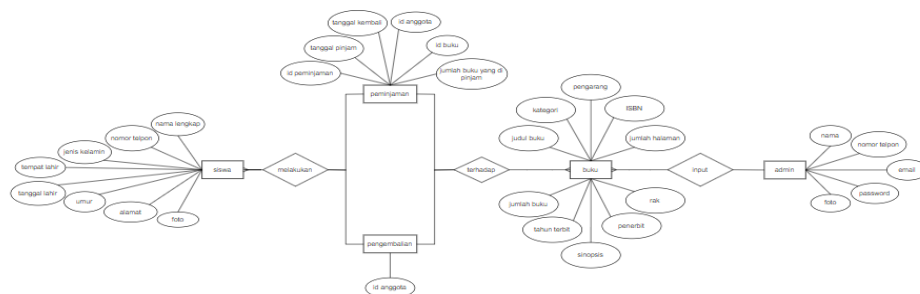 tanggal kembali
id anggota
tanggal pinjam
id buku
id peminjaman
jumlah buku yang di
pinjam
peminjaman
pengarang
kategori
ISBN
nama lengkap
nomor telpon
judul buku
jumlah halaman
nama
nomor telpon
jenis kalamin
tempat lahir
siswa
melakukan
terhadap
buku
input
admin
email
tanggal lahir
umur
alamat
foto
jumlah buku
rak
password
foto
tahun terbit
penerbit
sinopsis
pengembalian
id anggota